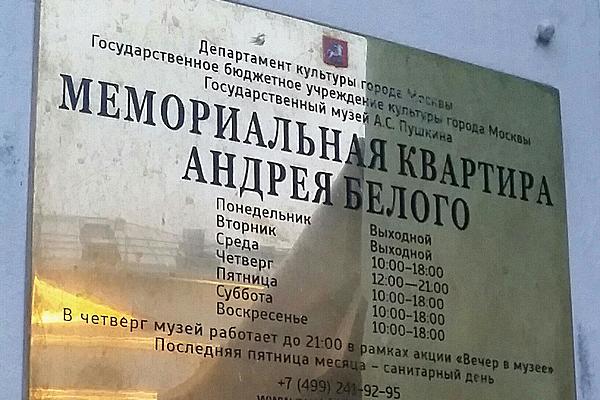 Департамент культуры города Москвы
Государственное бюджетное учреждение культуры города Москвы
Государственный музей А.С. Пушкина
МЕМОРИАЛЬНАЯ КВАРТИРА
АНДРЕЯ БЕЛОГО
Понедельник Выходной
Вторник Выходной
Среда 10:00–18:00
Четверг 12:00—21:00
Пятница 10:00–18:00
Суббота 10:00–18:00
Воскресенье 10:00–18:00
В четверг музей работает до 21:00 в рамках акции «Вечер в музее»
Последняя пятница месяца – санитарный день
+7 (499) 241–92–95